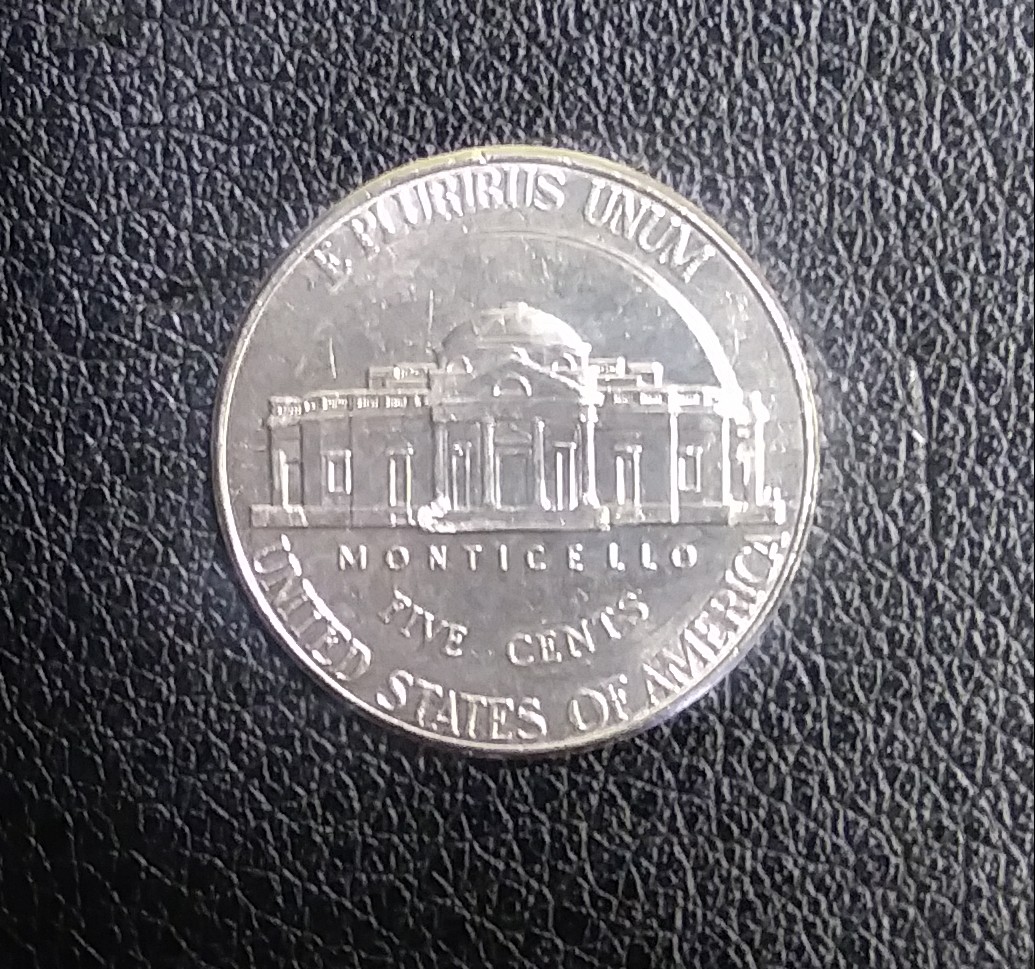 E PLURIBUS UNUM
MONTICELLO
FIVE CENTS
UNITED STATES OF AMERICA